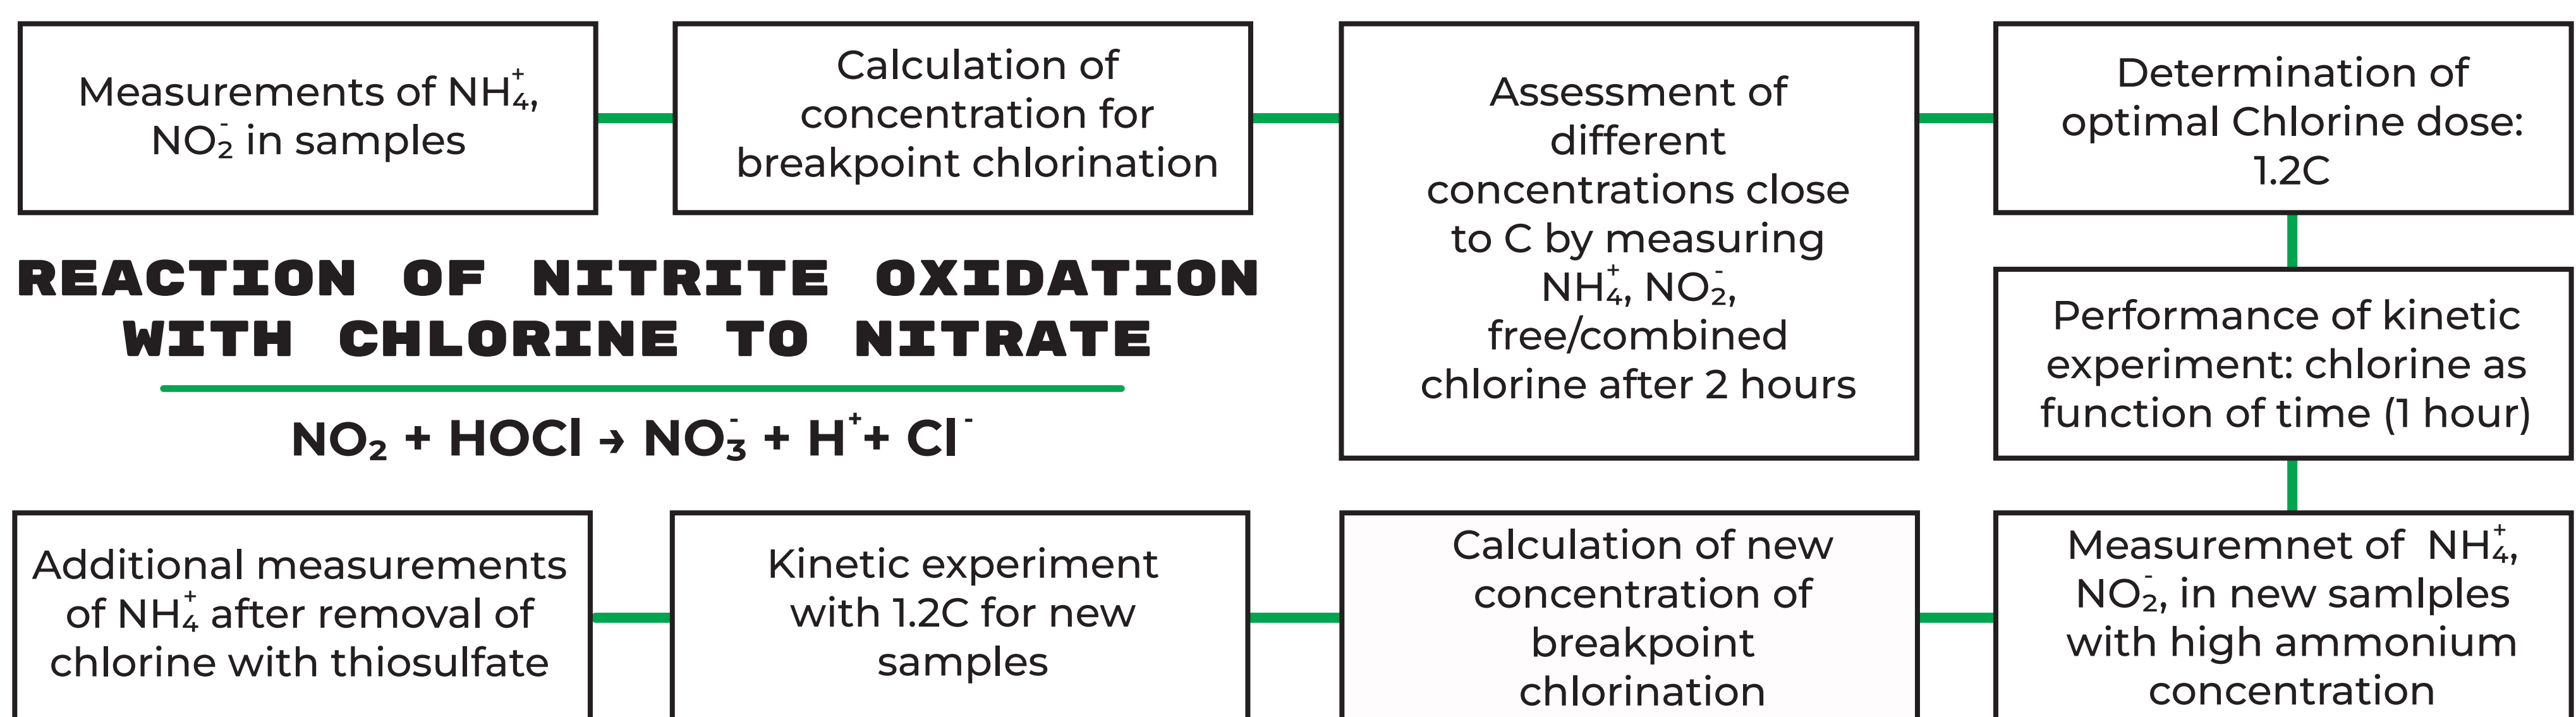 Measurements of NH₄⁺,
NO₂⁻ in samples
Calculation of
concentration for
breakpoint chlorination
Assessment of
different
concentrations close
to C by measuring
NH₄⁺, NO₂⁻,
free/combined
chlorine after 2 hours
Determination of
optimal Chlorine dose:
1.2C
REACTION OF NITRITE OXIDATION
WITH CHLORINE TO NITRATE
NO₂ + HOCl → NO₃⁻ + H⁺+ Cl⁻
Performance of kinetic
experiment: chlorine as
function of time (1 hour)
Measuremnet of NH₄⁺,
NO₂⁻, in new samlples
with high ammonium
concentration
Calculation of new
concentration of
breakpoint
chlorination
Kinetic experiment
with 1.2C for new
samples
Additional measurements
of NH₄⁺ after removal of
chlorine with thiosulfate